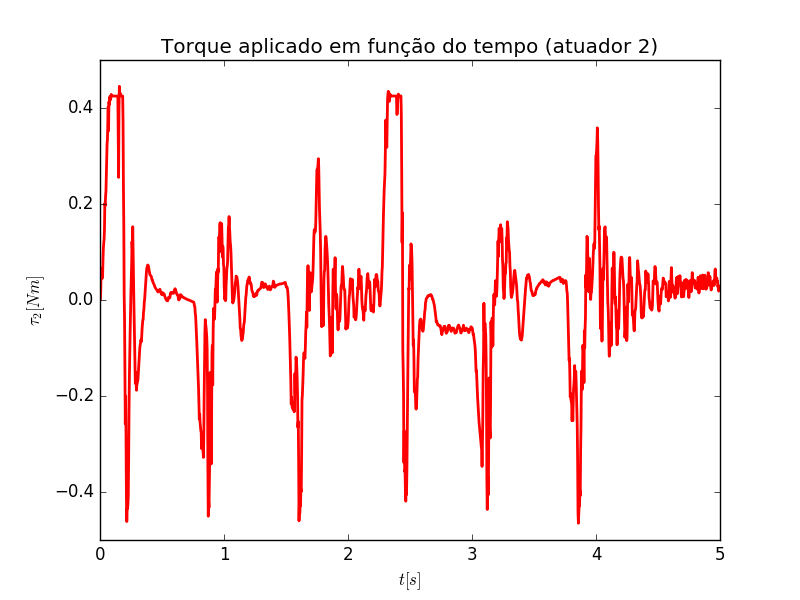 Torque aplicado em função do tempo (atuador 2)
0.4
0.2
0.0
−0.2
−0.4
τ₂[Nm]
0 1 2 3 4 5
t[s]